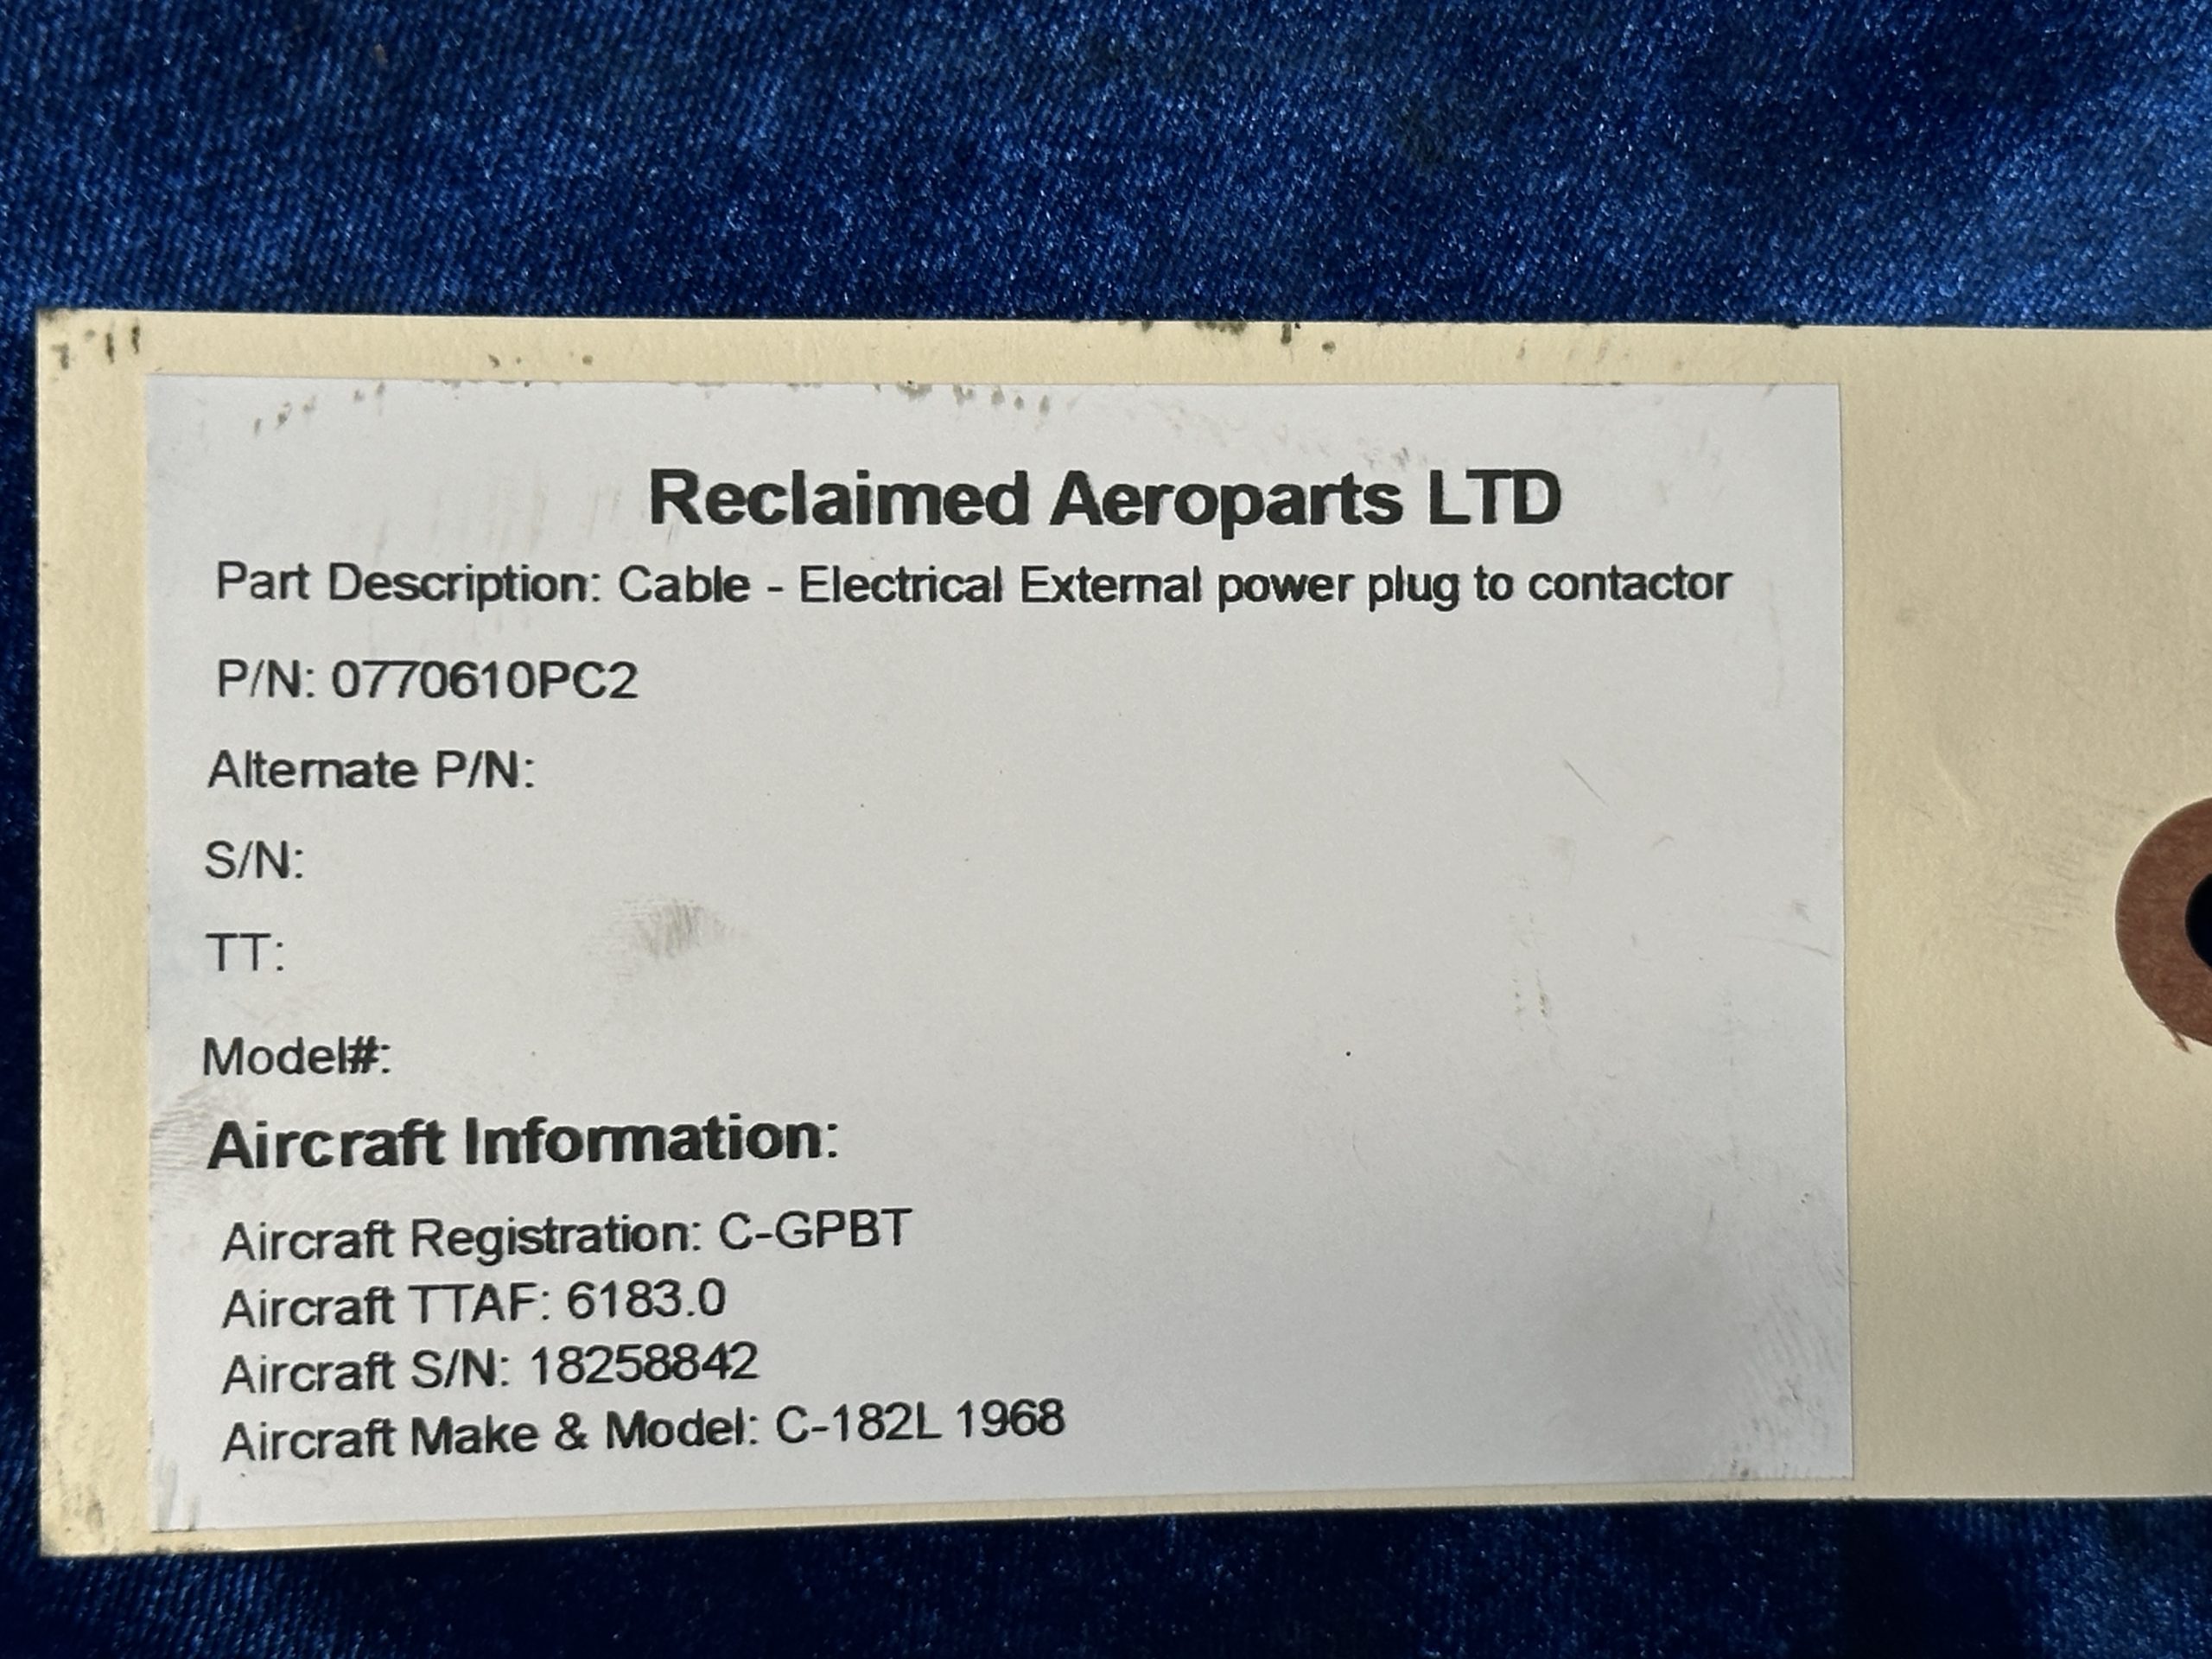 Reclaimed Aeroparts LTD
Part Description: Cable - Electrical External power plug to contactor
P/N: 0770610PC2
Alternate P/N:
S/N:
TT:
Model#:
Aircraft Information:
Aircraft Registration: C-GPBT
Aircraft TTAF: 6183.0
Aircraft S/N: 18258842
Aircraft Make & Model: C-182L 1968